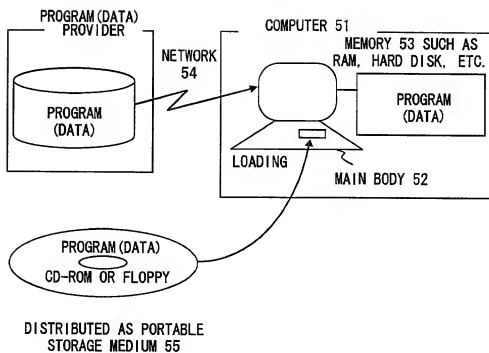 PROGRAM(DATA)
PROVIDER
PROGRAM
(DATA)
NETWORK
54
COMPUTER 51
MEMORY 53 SUCH AS
RAM, HARD DISK, ETC.
PROGRAM
(DATA)
LOADING
MAIN BODY 52
PROGRAM(DATA)
CD-ROM OR FLOPPY
DISTRIBUTED AS PORTABLE
STORAGE MEDIUM 55